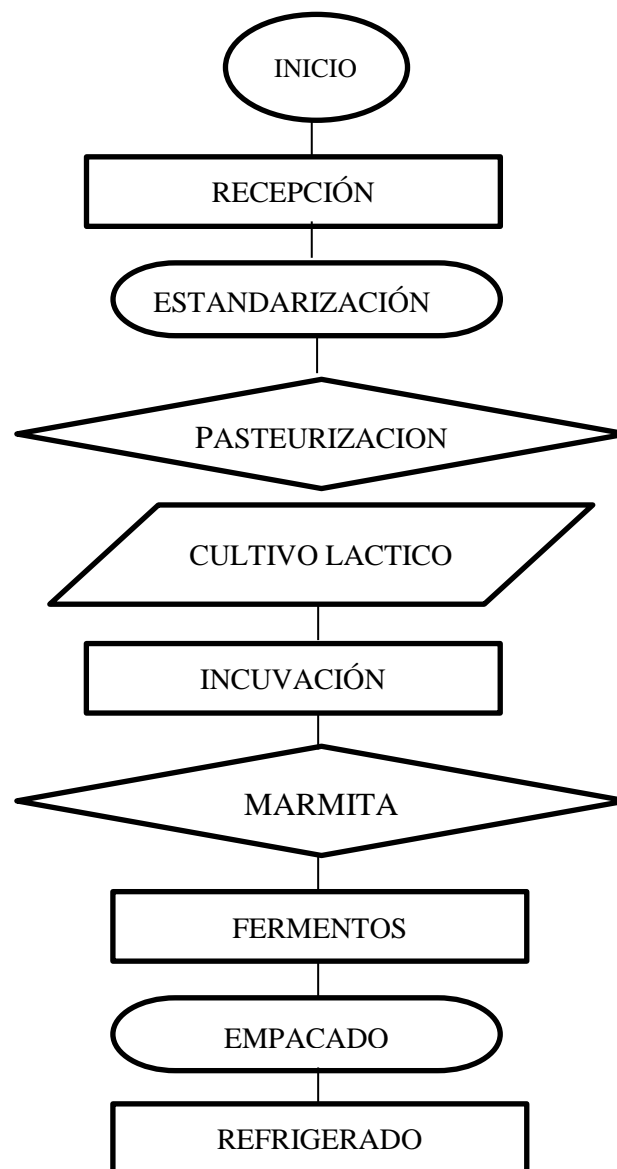 INICIO
RECEPCIÓN
ESTANDARIZACIÓN
PASTEURIZACION
CULTIVO LACTICO
INCUVACIÓN
MARMITA
FERMENTOS
EMPACADO
REFRIGERADO